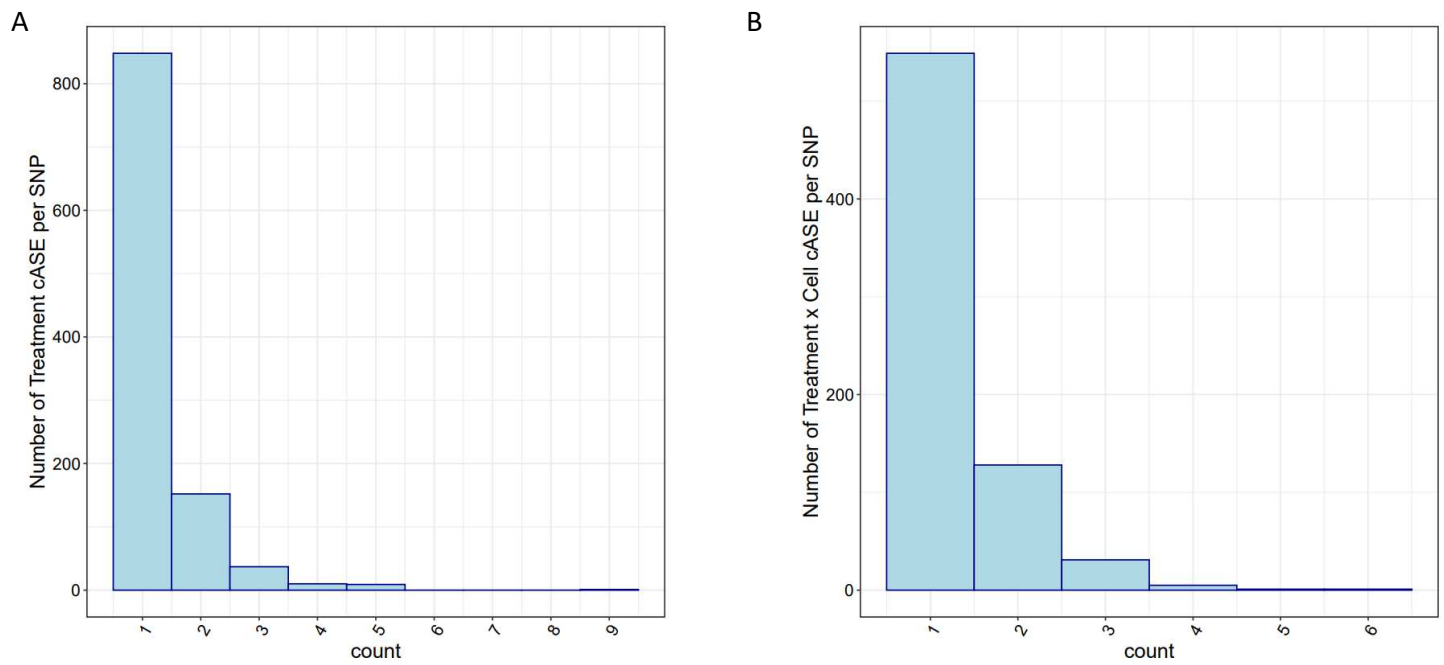 A
Number of Treatment cASE per SNP
800
600
400
200
0
1 2 3 4 5 6 7 8 9
count
B
Number of Treatment x Cell cASE per SNP
400
200
0
1 2 3 4 5 6
count